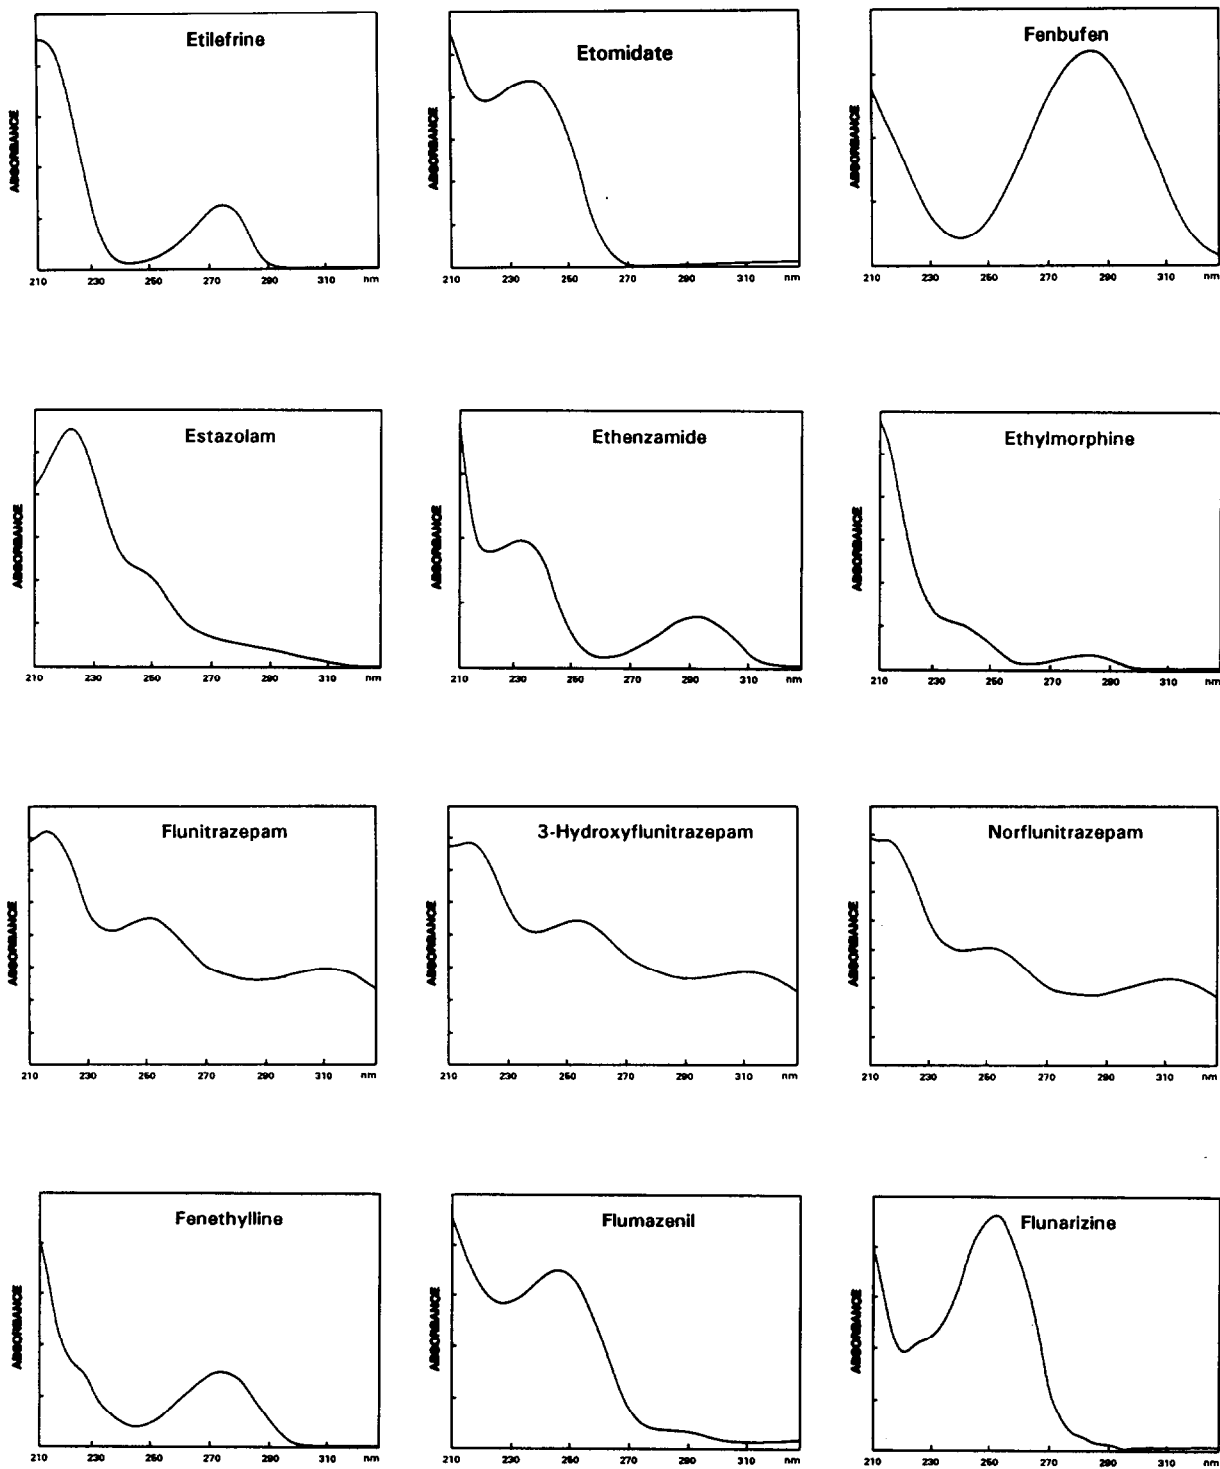 Etilefrine
ABSORBANCE
210 230 250 270 290 310 nm
Etomidate
ABSORBANCE
210 230 250 270 290 310 nm
Fenbufen
ABSORBANCE
210 230 250 270 290 310 nm
Estazolam
ABSORBANCE
210 230 250 270 290 310 nm
Ethenzamide
ABSORBANCE
210 230 250 270 290 310 nm
Ethylmorphine
ABSORBANCE
210 230 250 270 290 310 nm
Flunitrazepam
ABSORBANCE
210 230 250 270 290 310 nm
3-Hydroxyflunitrazepam
ABSORBANCE
210 230 250 270 290 310 nm
Norflunitrazepam
ABSORBANCE
210 230 250 270 290 310 nm
Fenethylline
ABSORBANCE
210 230 250 270 290 310 nm
Flumazenil
ABSORBANCE
210 230 250 270 290 310 nm
Flunarizine
ABSORBANCE
210 230 250 270 290 310 nm